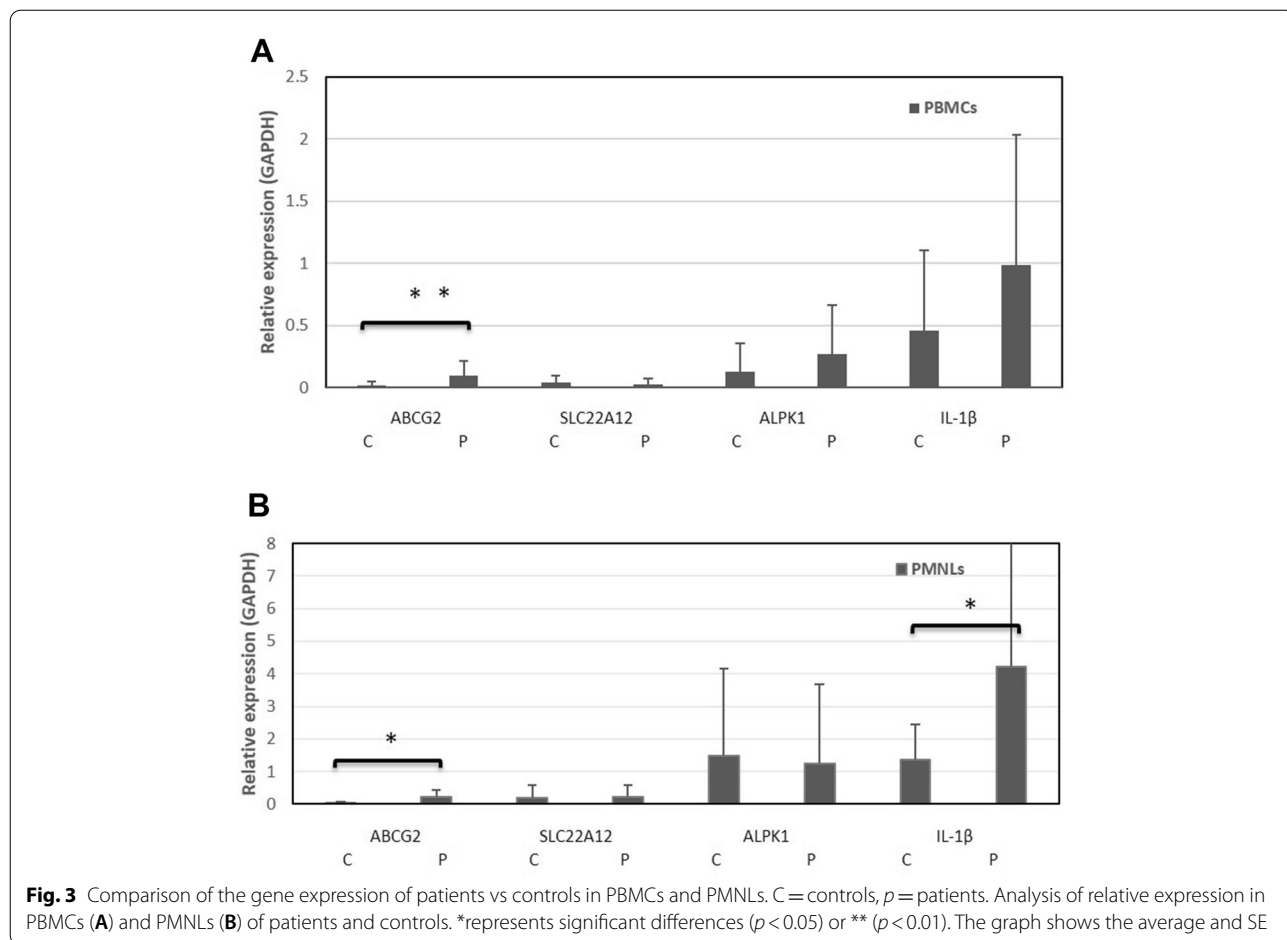 A
2.5
2
1.5
1
0.5
0
Relative expression (GAPDH)
PBMCs
* *
ABCG2 SLC22A12 ALPK1 IL-1β
C P C P C P C P
B
8
7
6
5
4
3
2
1
0
Relative expression (GAPDH)
PMNLs
*
*
ABCG2 SLC22A12 ALPK1 IL-1β
C P C P C P C P
Fig. 3 Comparison of the gene expression of patients vs controls in PBMCs and PMNLs. C = controls, p = patients. Analysis of relative expression in
PBMCs (A) and PMNLs (B) of patients and controls. *represents significant differences (p < 0.05) or ** (p < 0.01). The graph shows the average and SE